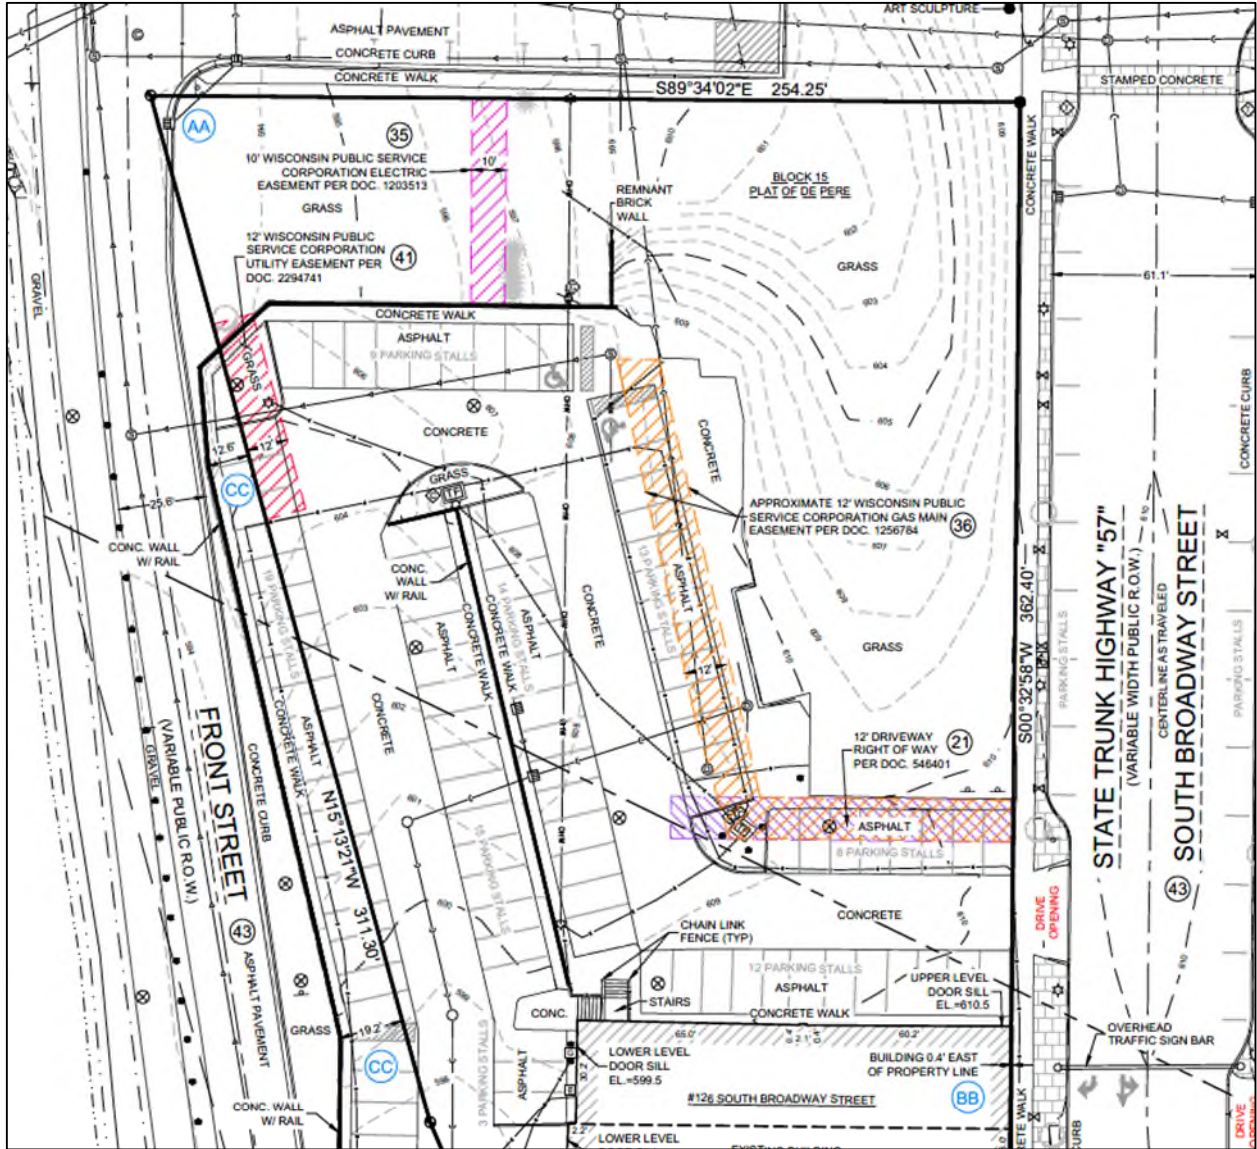 ART SCULPTURE
ASPHALT PAVEMENT
CONCRETE CURB
CONCRETE WALK
S89°34'02"E 254.25'
STAMPED CONCRETE
AA
35
10' WISCONSIN PUBLIC SERVICE
CORPORATION ELECTRIC
EASEMENT PER DOC. 1203513
10'
GRASS
REMNANT
BRICK
WALL
BLOCK 15
PLAT OF DE PERE
CONCRETE WALK
12' WISCONSIN PUBLIC
SERVICE CORPORATION
UTILITY EASEMENT PER
DOC. 2294741
41
GRASS
61.1'
GRAVEL
CONCRETE WALK
ASPHALT
9 PARKING STALLS
GRASS
CONCRETE
CONCRETE
GRASS
12.6'
12'
CC
25.6'
CONC. WALL
W/ RAIL
TF
APPROXIMATE 12' WISCONSIN PUBLIC
SERVICE CORPORATION GAS MAIN
EASEMENT PER DOC. 1256784
36
CONC.
WALL
W/ RAIL
19 PARKING STALLS
14 PARKING STALLS
13 PARKING STALLS
ASPHALT
CONCRETE WALK
CONCRETE WALK
ASPHALT
CONCRETE
ASPHALT
12'
GRASS
S00°32'58"W 362.40'
PARKING STALLS
STATE TRUNK HIGHWAY "57"
(VARIABLE WIDTH PUBLIC R.O.W.)
CENTERLINE AS TRAVELED
SOUTH BROADWAY STREET
43
PARKING STALLS
CONCRETE CURB
12' DRIVEWAY
RIGHT OF WAY
PER DOC. 546401
21
ASPHALT
8 PARKING STALLS
FRONT STREET
(VARIABLE PUBLIC R.O.W.)
GRAVEL
43
CONCRETE CURB
CONCRETE WALK
ASPHALT
CONCRETE
N15°13'21"W 311.30'
ASPHALT PAVEMENT
CONCRETE
DRIVE
OPENING
CHAIN LINK
FENCE (TYP)
12 PARKING STALLS
ASPHALT
CONCRETE WALK
UPPER LEVEL
DOOR SILL
EL.=610.5
STAIRS
CONC.
GRASS
19.2'
CC
3 PARKING STALLS
ASPHALT
65.0'
60.2'
LOWER LEVEL
DOOR SILL
EL.=599.5
30.2'
BUILDING 0.4' EAST
OF PROPERTY LINE
OVERHEAD
TRAFFIC SIGN BAR
#126 SOUTH BROADWAY STREET
BB
CONC. WALL
W/ RAIL
2.2'
LOWER LEVEL
DRIVE